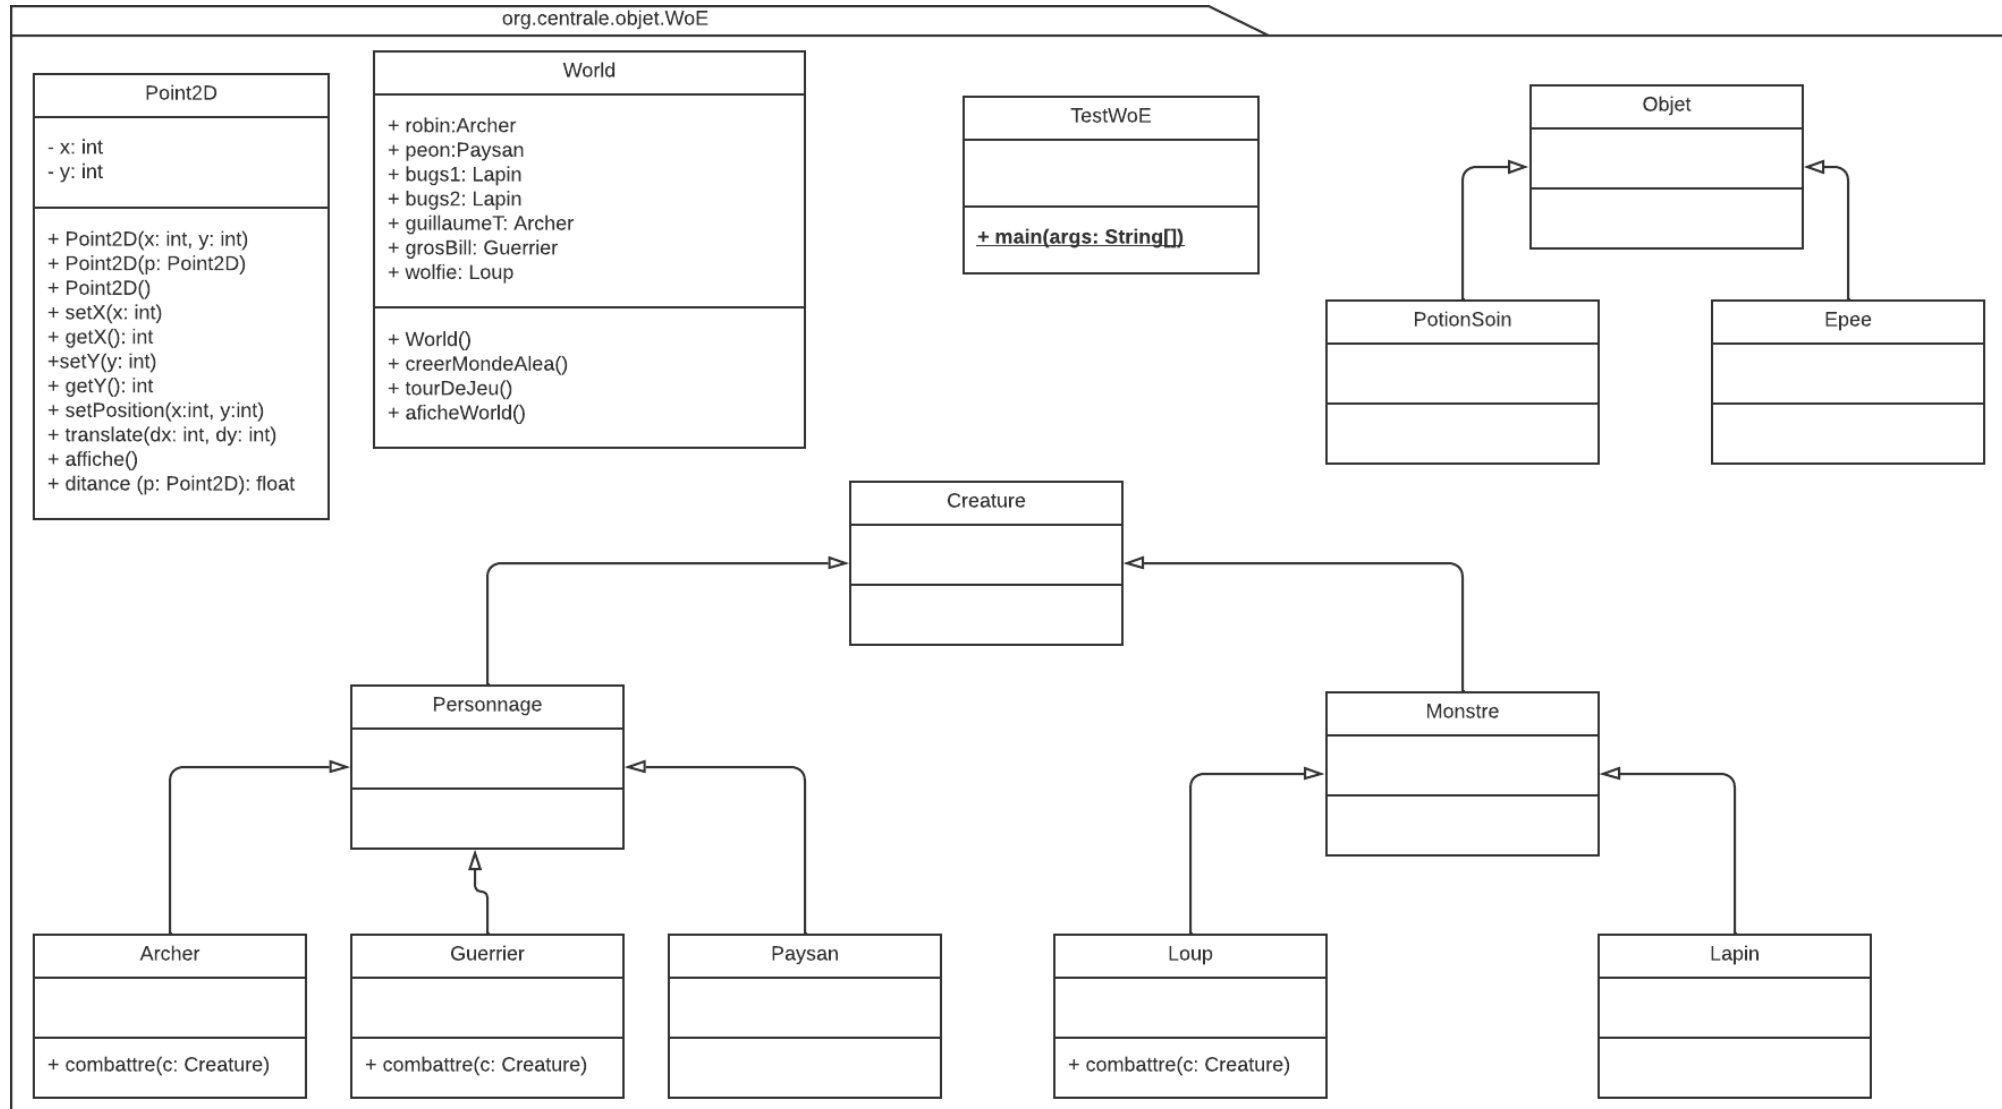 org.centrale.objet.WoE
Point2D
- x: int
- y: int
+ Point2D(x: int, y: int)
+ Point2D(p: Point2D)
+ Point2D()
+ setX(x: int)
+ getX(): int
+setY(y: int)
+ getY(): int
+ setPosition(x:int, y:int)
+ translate(dx: int, dy: int)
+ affiche()
+ ditance (p: Point2D): float
World
+ robin:Archer
+ peon:Paysan
+ bugs1: Lapin
+ bugs2: Lapin
+ guillaumeT: Archer
+ grosBill: Guerrier
+ wolfie: Loup
+ World()
+ creerMondeAlea()
+ tourDeJeu()
+ aficheWorld()
TestWoE
+ main(args: String[])
Objet
PotionSoin
Epee
Creature
Personnage
Monstre
Archer
+ combattre(c: Creature)
Guerrier
+ combattre(c: Creature)
Paysan
Loup
+ combattre(c: Creature)
Lapin